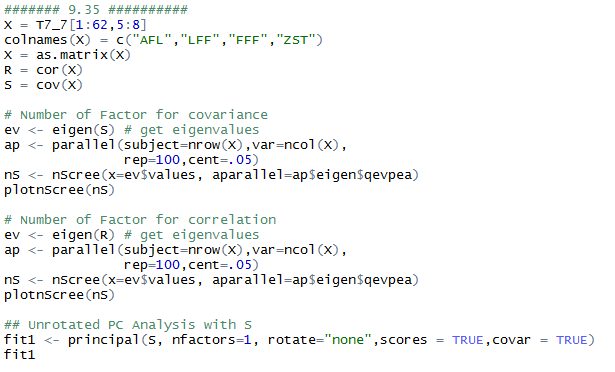 ####### 9.35 ##########
X = T7_7[1:62,5:8]
colnames(X) = c("AFL","LFF","FFF","ZST")
X = as.matrix(X)
R = cor(X)
S = cov(X)
# Number of Factor for covariance
ev <- eigen(S) # get eigenvalues
ap <- parallel(subject=nrow(X),var=ncol(X),
rep=100,cent=.05)
nS <- nScree(x=ev$values, aparallel=ap$eigen$qevpea)
plotnScree(nS)
# Number of Factor for correlation
ev <- eigen(R) # get eigenvalues
ap <- parallel(subject=nrow(X),var=ncol(X),
rep=100,cent=.05)
nS <- nScree(x=ev$values, aparallel=ap$eigen$qevpea)
plotnScree(nS)
## Unrotated PC Analysis with S
fit1 <- principal(S, nfactors=1, rotate="none",scores = TRUE,covar = TRUE)
fit1